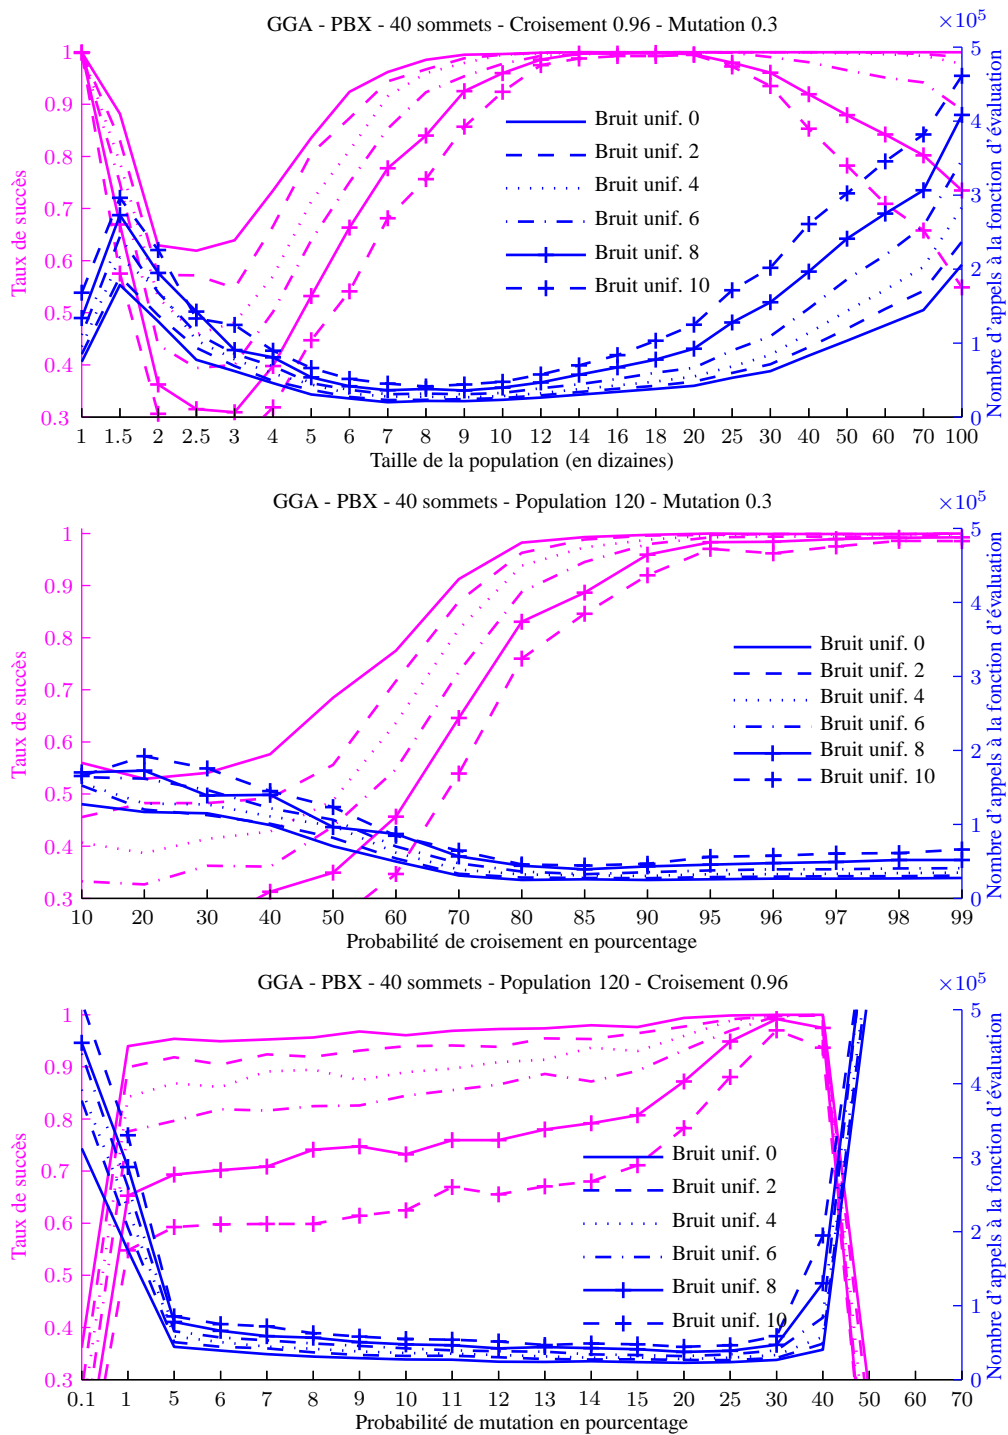 GGA - PBX - 40 sommets - Croisement 0.96 - Mutation 0.3
×10^5
1
0.9
0.8
0.7
0.6
0.5
0.4
0.3
Taux de succès
5
4
3
2
1
0
Nombre d'appels à la fonction d'évaluation
Bruit unif. 0
Bruit unif. 2
Bruit unif. 4
Bruit unif. 6
Bruit unif. 8
Bruit unif. 10
1 1.5 2 2.5 3 4 5 6 7 8 9 10 12 14 16 18 20 25 30 40 50 60 70 100
Taille de la population (en dizaines)
GGA - PBX - 40 sommets - Population 120 - Mutation 0.3
×10^5
1
0.9
0.8
0.7
0.6
0.5
0.4
0.3
Taux de succès
5
4
3
2
1
0
Nombre d'appels à la fonction d'évaluation
Bruit unif. 0
Bruit unif. 2
Bruit unif. 4
Bruit unif. 6
Bruit unif. 8
Bruit unif. 10
10 20 30 40 50 60 70 80 85 90 95 96 97 98 99
Probabilité de croisement en pourcentage
GGA - PBX - 40 sommets - Population 120 - Croisement 0.96
×10^5
1
0.9
0.8
0.7
0.6
0.5
0.4
0.3
Taux de succès
5
4
3
2
1
0
Nombre d'appels à la fonction d'évaluation
Bruit unif. 0
Bruit unif. 2
Bruit unif. 4
Bruit unif. 6
Bruit unif. 8
Bruit unif. 10
0.1 1 5 6 7 8 9 10 11 12 13 14 15 20 25 30 40 50 60 70
Probabilité de mutation en pourcentage